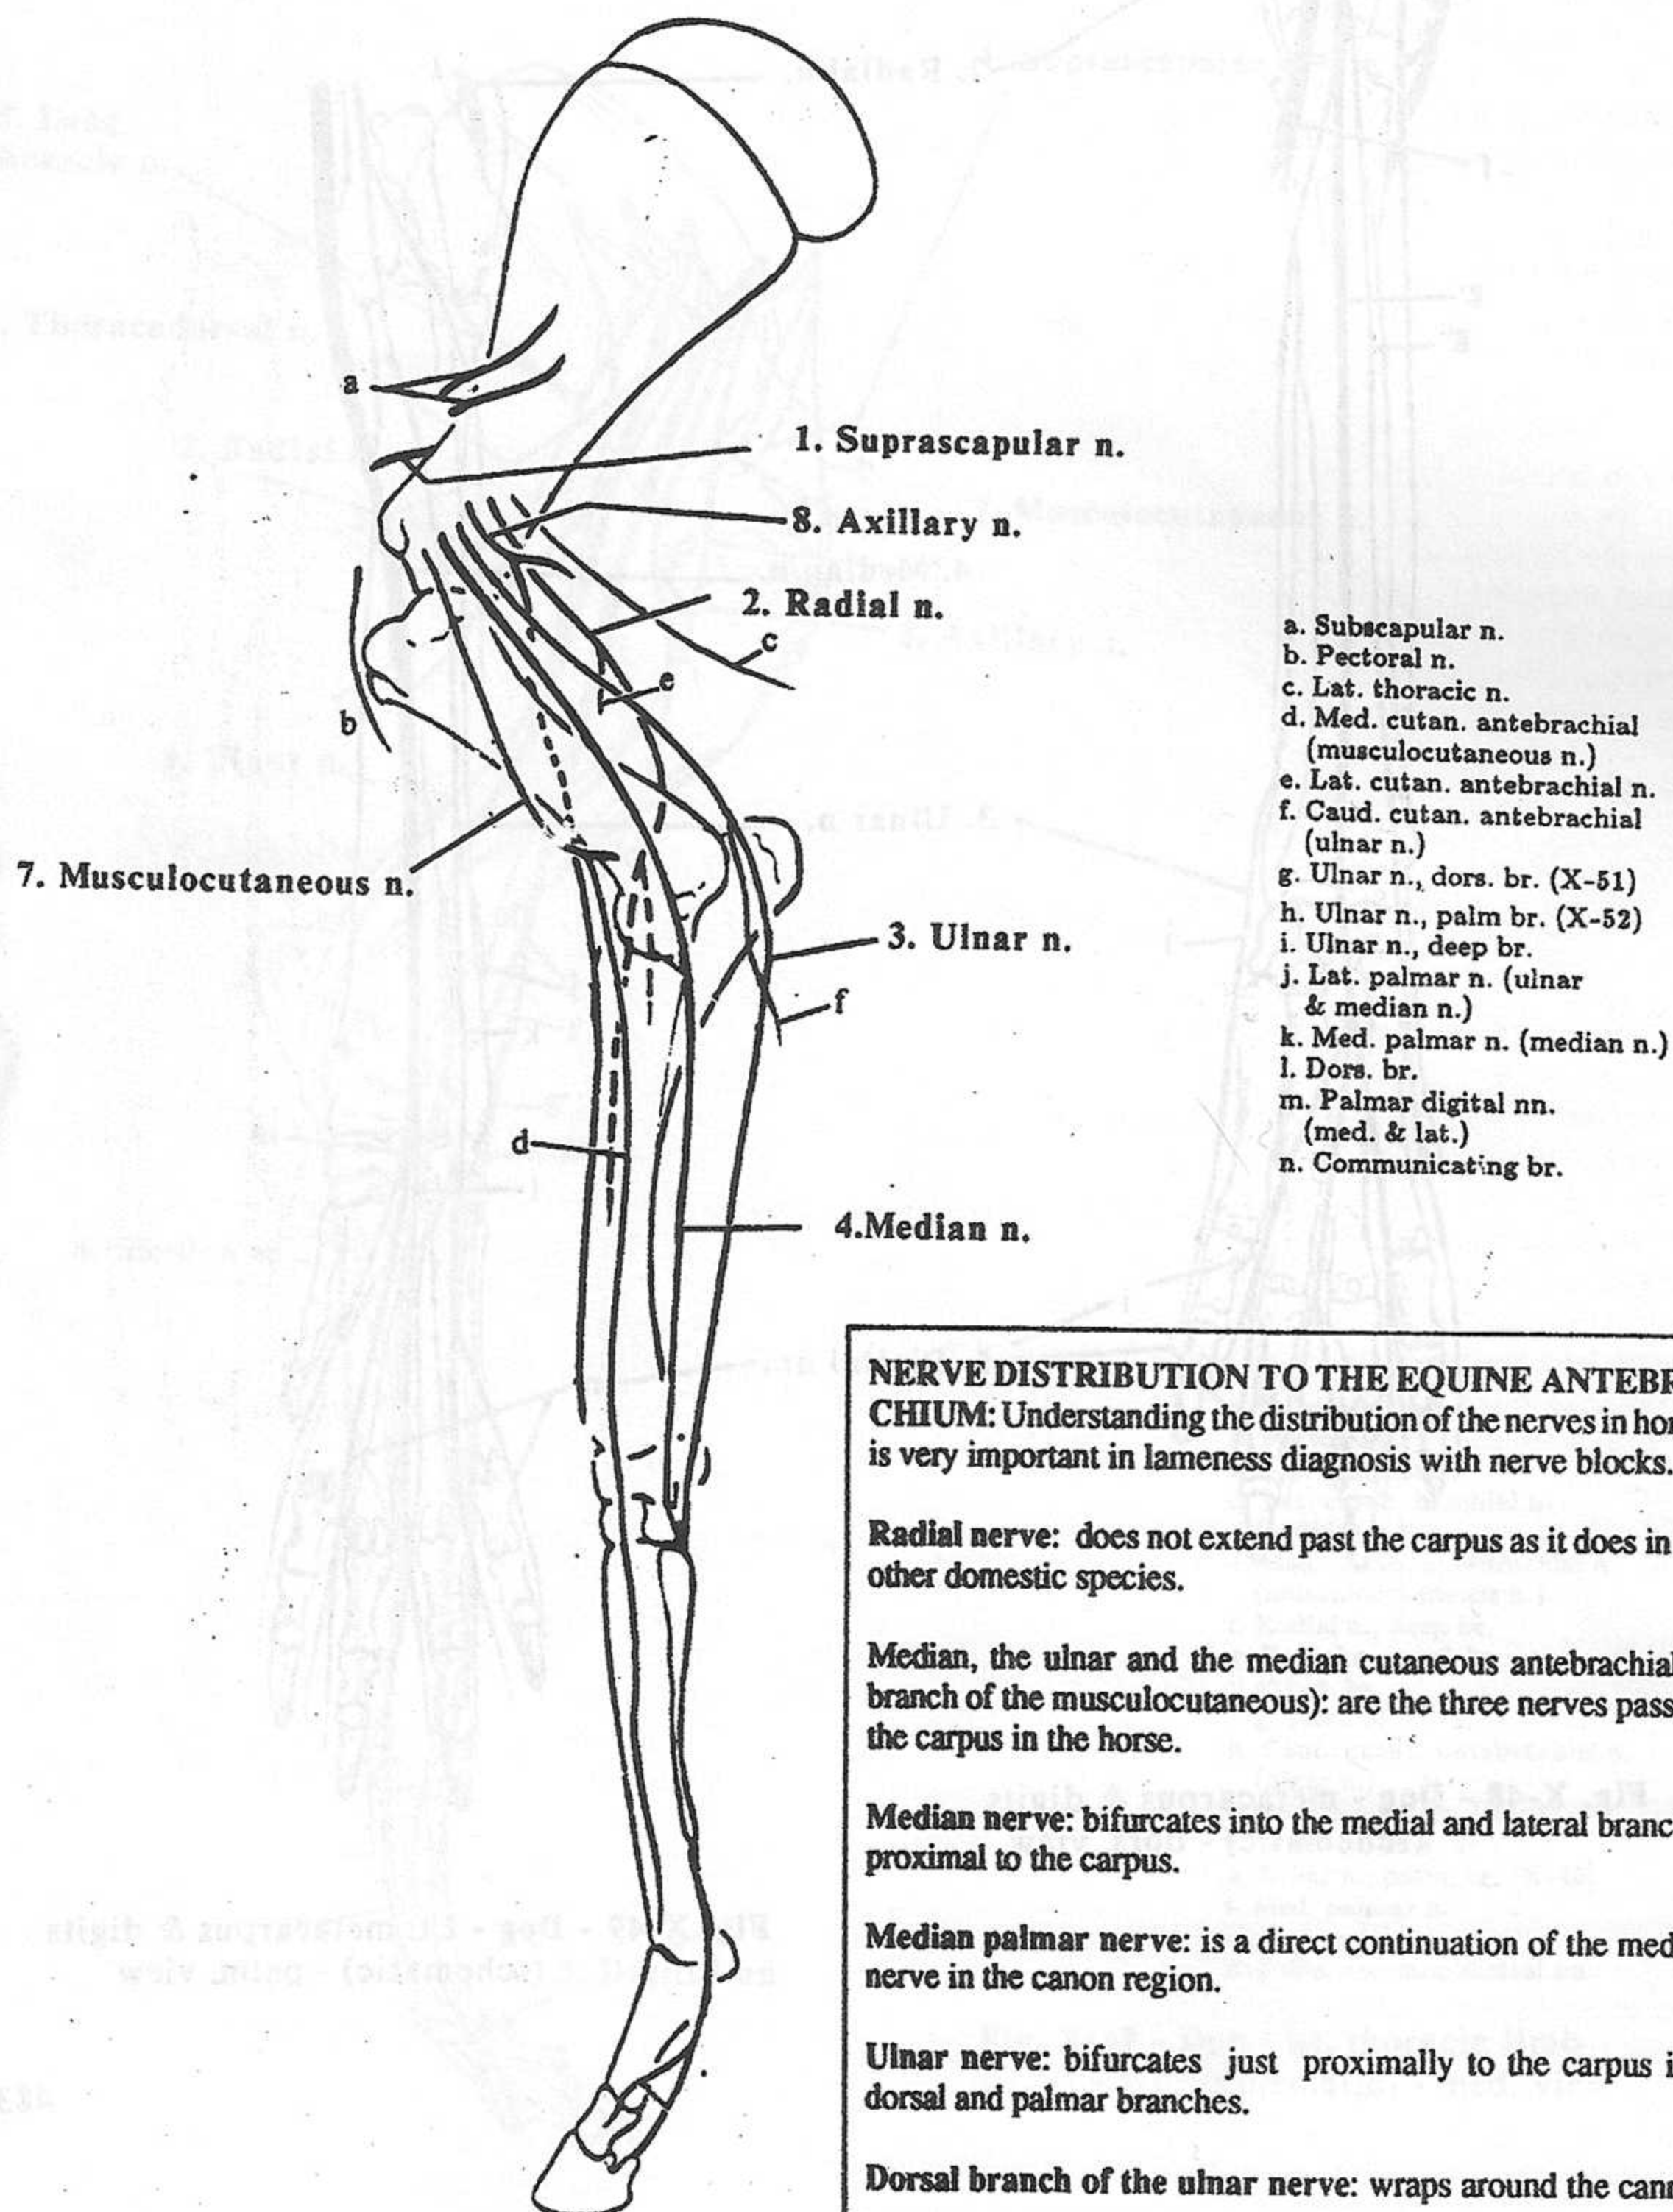 a
1. Suprascapular n.
8. Axillary n.
2. Radial n.
c
e
b
7. Musculocutaneous n.
3. Ulnar n.
f
d
4.Median n.
a. Subscapular n.
b. Pectoral n.
c. Lat. thoracic n.
d. Med. cutan. antebrachial
(musculocutaneous n.)
e. Lat. cutan. antebrachial n.
f. Caud. cutan. antebrachial
(ulnar n.)
g. Ulnar n., dors. br. (X-51)
h. Ulnar n., palm br. (X-52)
i. Ulnar n., deep br.
j. Lat. palmar n. (ulnar
& median n.)
k. Med. palmar n. (median n.)
l. Dors. br.
m. Palmar digital nn.
(med. & lat.)
n. Communicating br.
NERVE DISTRIBUTION TO THE EQUINE
CHIUM: Understanding the distribution of the nerves in
is very important in lameness diagnosis with nerve blocks.
Radial nerve: does not extend past the carpus as it does in
other domestic species.
Median, the ulnar and the median cutaneous
branch of the musculocutaneous): are the three nerves
the carpus in the horse.
Median nerve: bifurcates into the medial and lateral
proximal to the carpus.
Median palmar nerve: is a direct continuation of the
nerve in the canon region.
Ulnar nerve: bifurcates just proximally to the carpus
dorsal and palmar branches.
Dorsal branch of the ulnar nerve: wraps around the